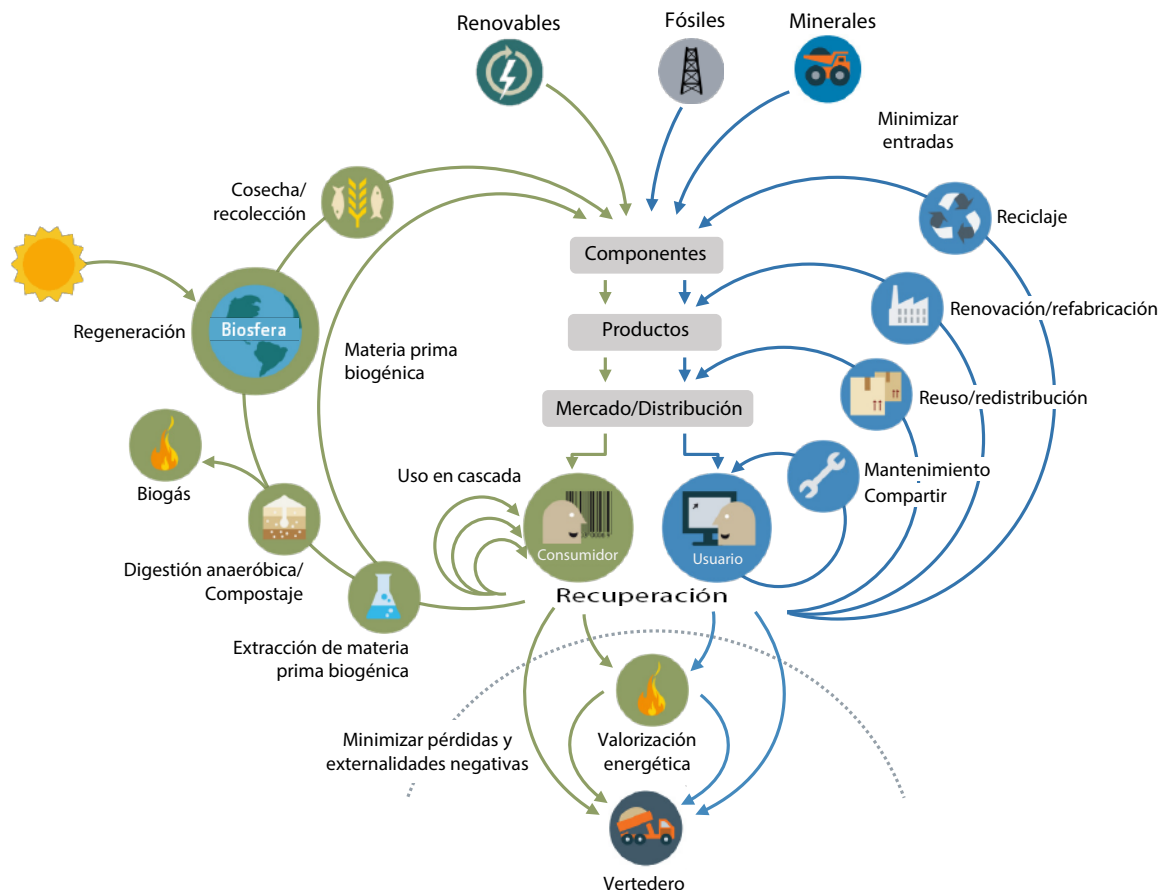 Renovables
Fósiles
Minerales
Minimizar
entradas
Cosecha/
recolección
Reciclaje
Componentes
Regeneración
Biosfera
Renovación/refabricación
Productos
Materia prima
biogénica
Reuso/redistribución
Mercado/Distribución
Biogás
Uso en cascada
Mantenimiento
Compartir
Consumidor
Usuario
Digestión anaeróbica/
Compostaje
Recuperación
Extracción de materia
prima biogénica
Minimizar pérdidas y
externalidades negativas
Valorización
energética
Vertedero